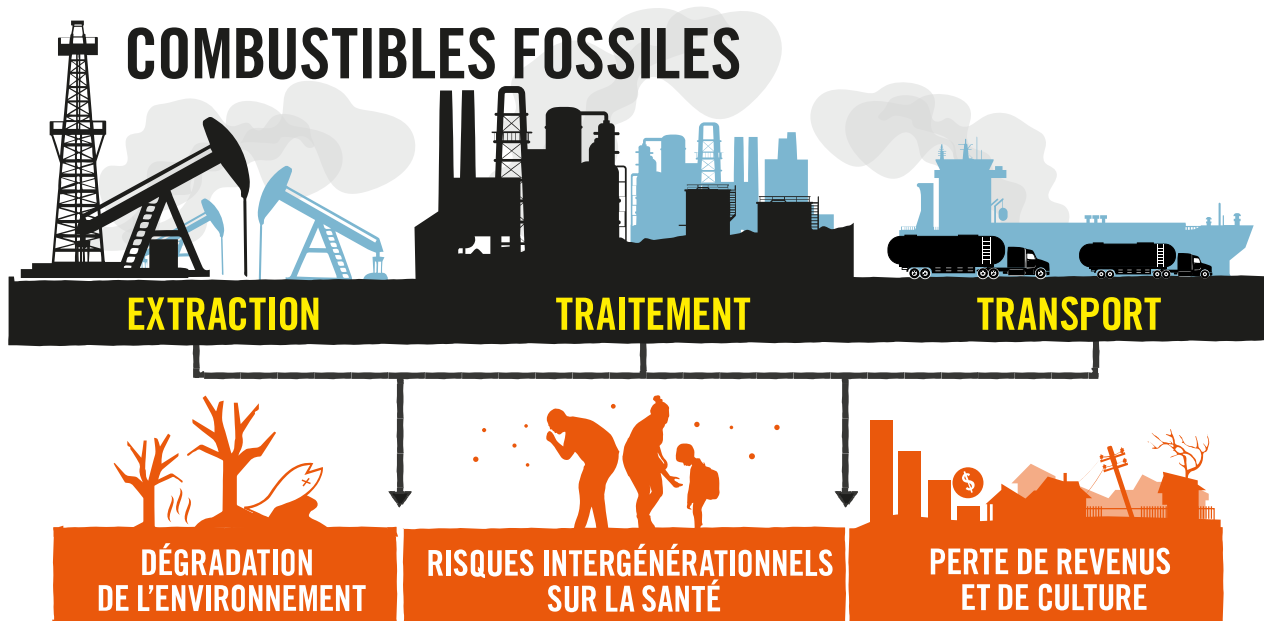 COMBUSTIBLES FOSSILES
EXTRACTION
TRAITEMENT
TRANSPORT
$
DÉGRADATION
DE L'ENVIRONNEMENT
RISQUES INTERGÉNÉRATIONNELS
SUR LA SANTÉ
PERTE DE REVENUS
ET DE CULTURE